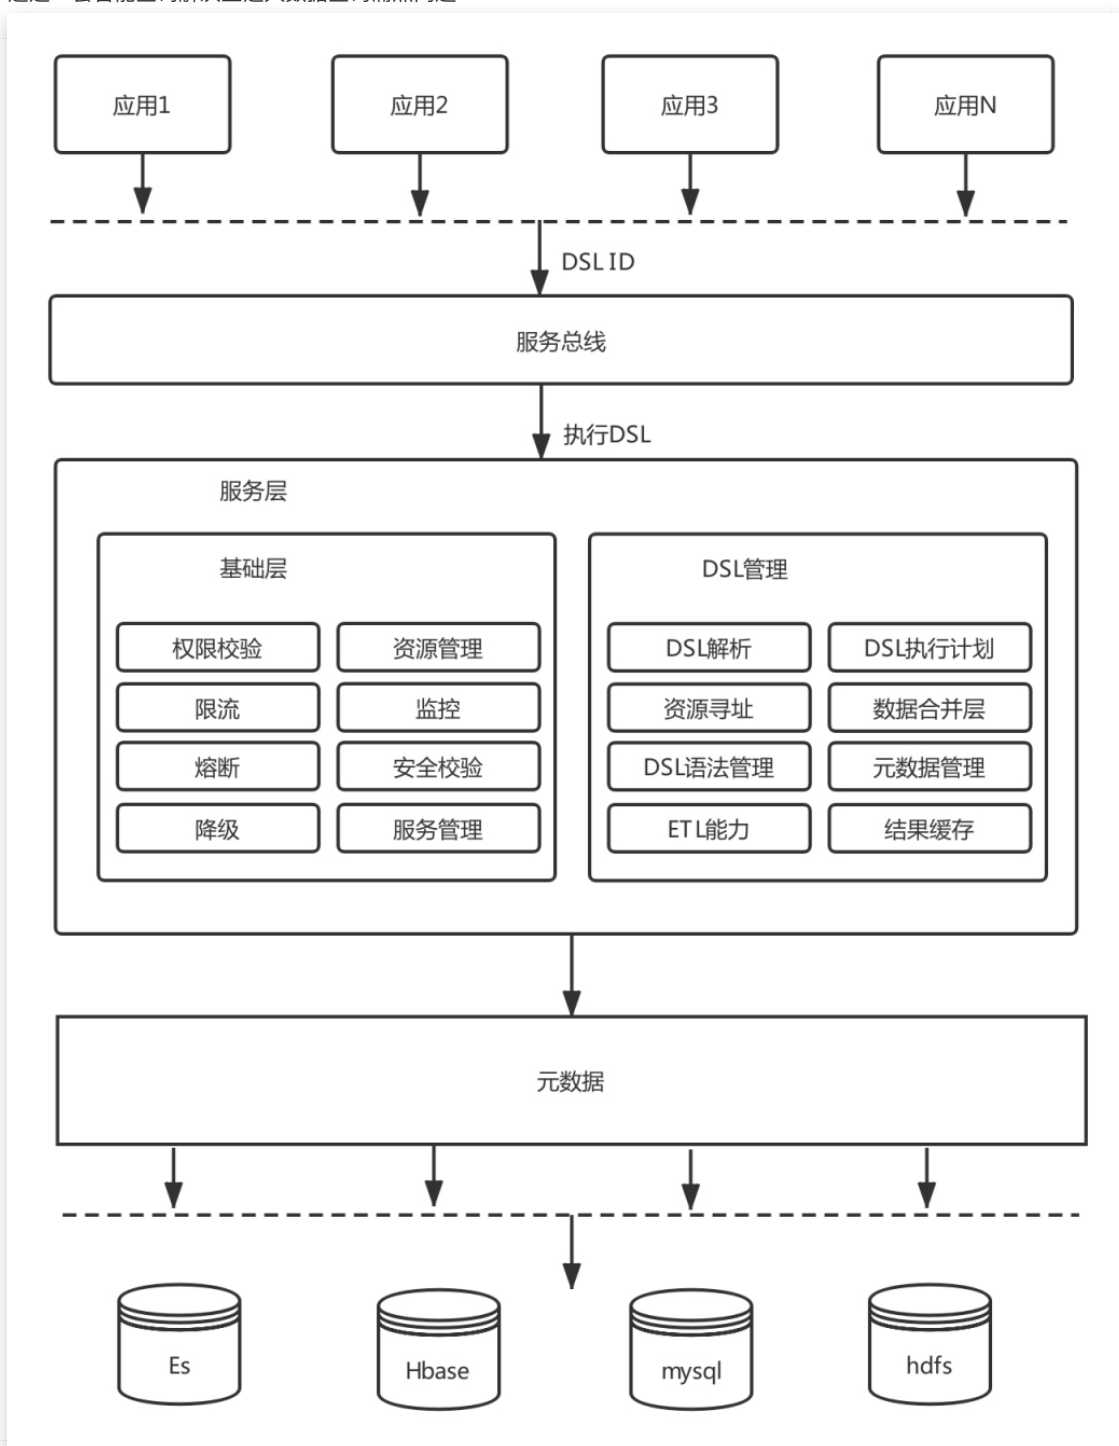 应用1
应用2
应用3
应用N
DSL ID
服务总线
执行DSL
服务层
基础层
DSL管理
权限校验
资源管理
DSL解析
DSL执行计划
限流
监控
资源寻址
数据合并层
熔断
安全校验
DSL语法管理
元数据管理
降级
服务管理
ETL能力
结果缓存
元数据
Es
Hbase
mysql
hdfs